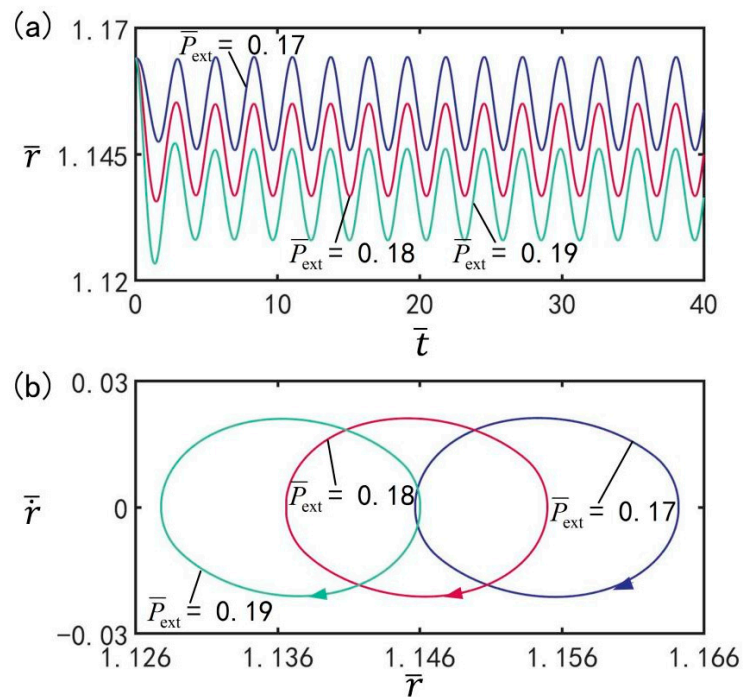 (a)
1.17
P̅ext = 0.17
r̅
1.145
P̅ext = 0.18
P̅ext = 0.19
1.12
0 10 20 30 40
t̅
(b)
0.03
P̅ext = 0.18
P̅ext = 0.17
ṙ̅
0
P̅ext = 0.19
-0.03
1.126 1.136 1.146 1.156 1.166
r̅